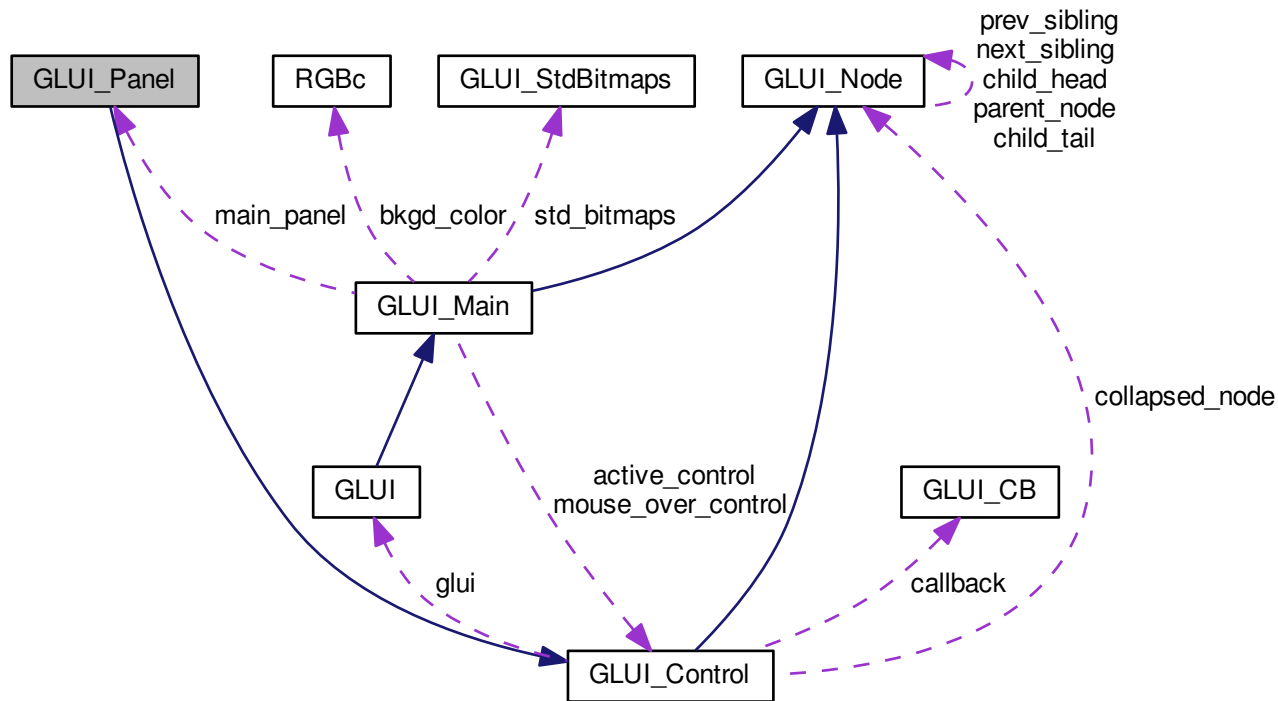 prev_sibling
next_sibling
child_head
parent_node
child_tail
GLUI_Panel
RGBc
GLUI_StdBitmaps
GLUI_Node
main_panel
bkgd_color
std_bitmaps
GLUI_Main
collapsed_node
active_control
mouse_over_control
GLUI
GLUI_CB
glui
callback
GLUI_Control